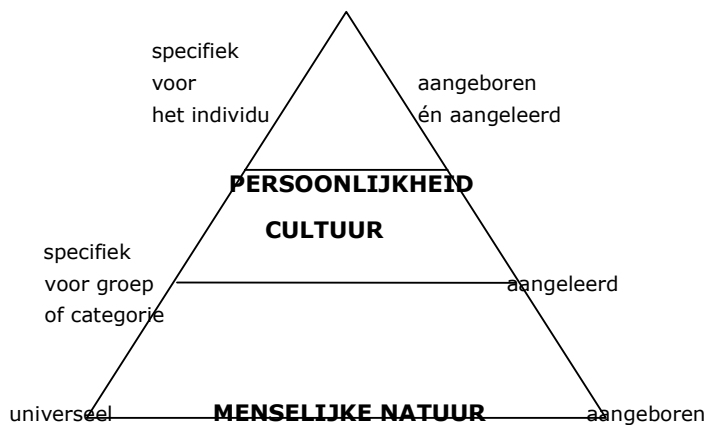 specifiek
voor
het individu
aangeboren
én aangeleerd
PERSOONLIJKHEID
CULTUUR
specifiek
voor groep
of categorie
aangeleerd
universeel
MENSELIJKE NATUUR
aangeboren